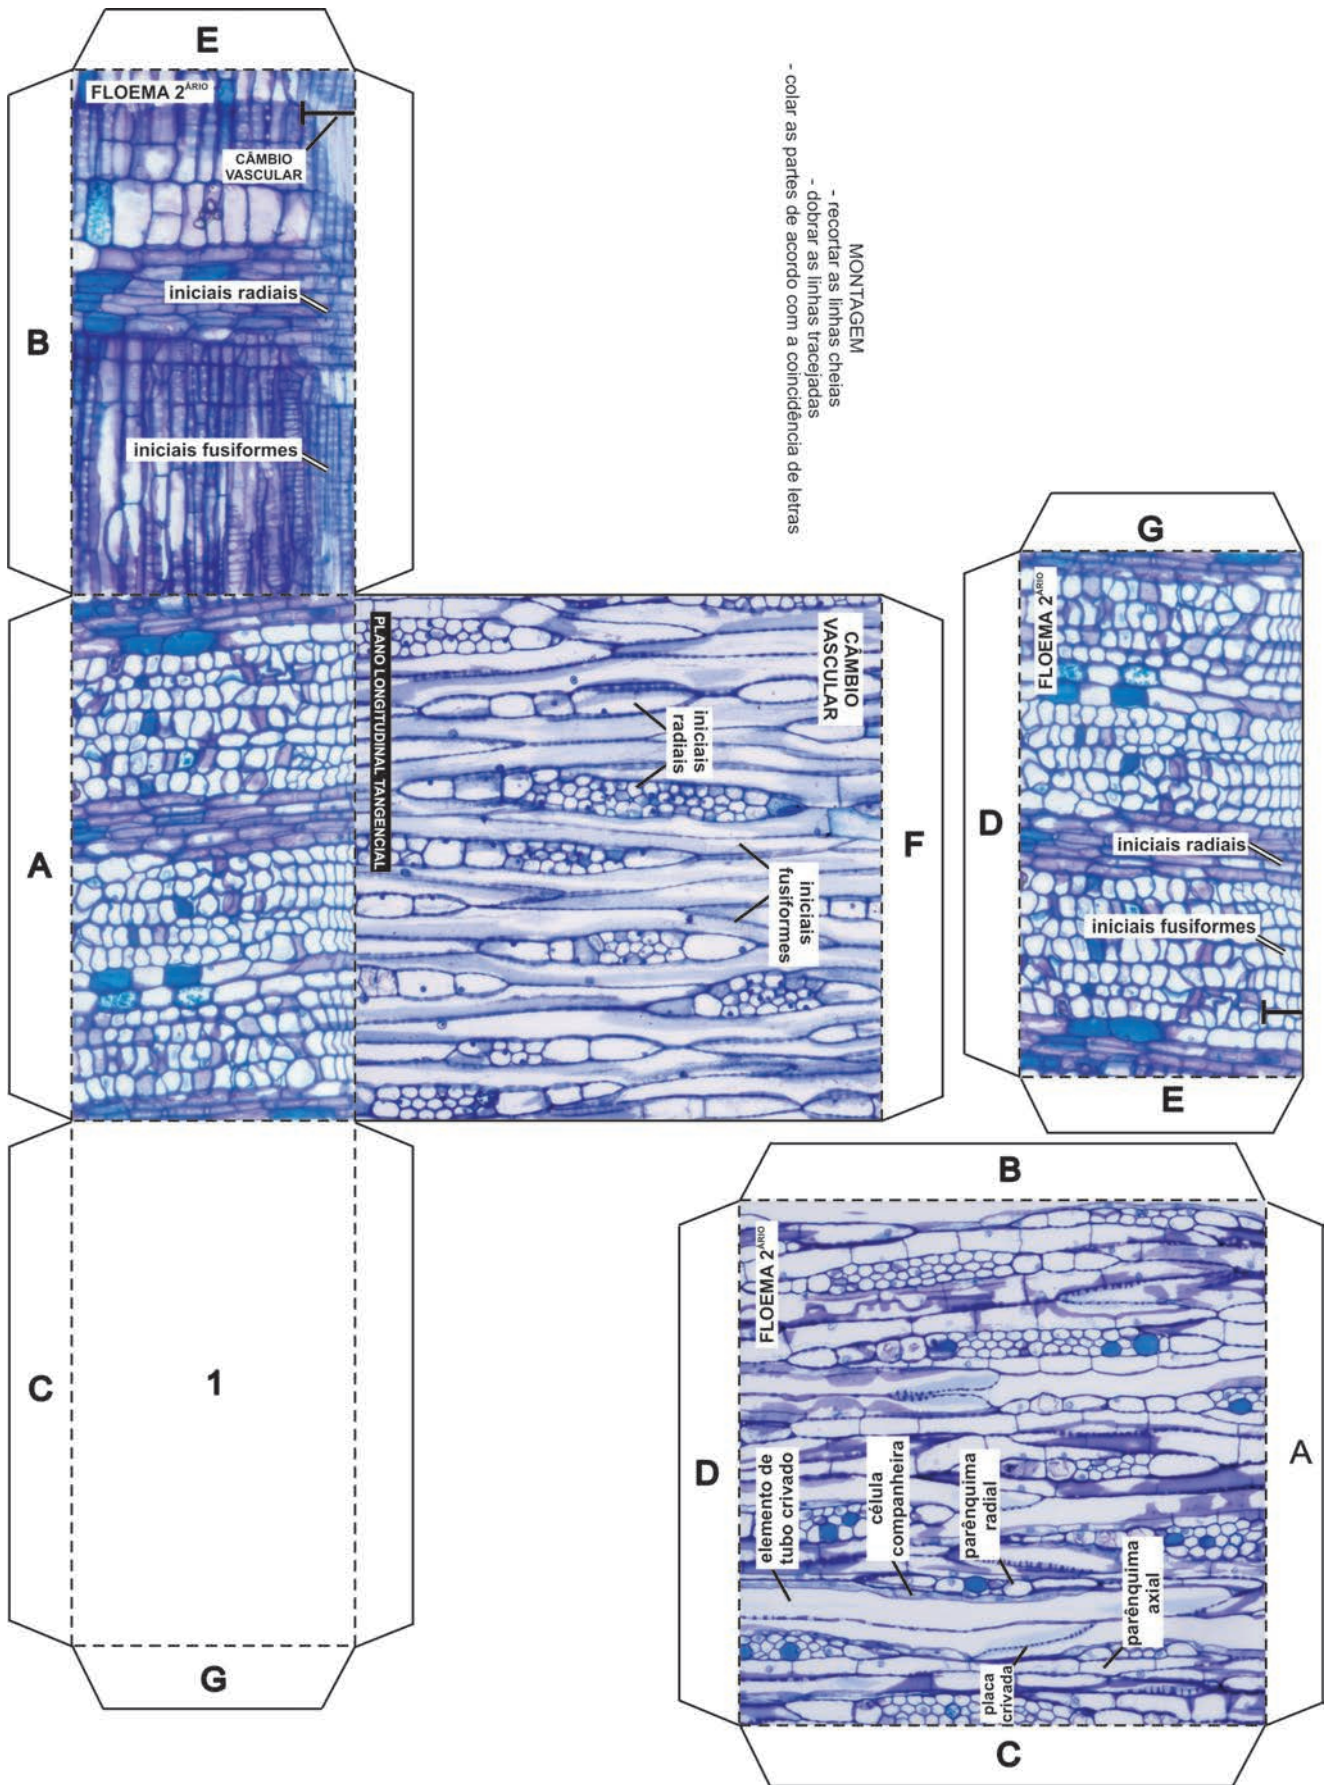 E
FLOEMA 2ÁRIO
CÂMBIO
VASCULAR
iniciais radiais
B
iniciais fusiformes
MONTAGEM
- recortar as linhas cheias
- dobrar as linhas tracejadas
- colar as partes de acordo com a coincidência de letras
A
PLANO LONGITUDINAL TANGENCIAL
CÂMBIO
VASCULAR
iniciais
radiais
iniciais
fusiformes
F
G
FLOEMA 2ÁRIO
D
iniciais radiais
iniciais fusiformes
E
C
1
G
B
FLOEMA 2ÁRIO
D
elemento de
tubo crivado
célula
companheira
parênquima
radial
parênquima
axial
placa
crivada
A
C